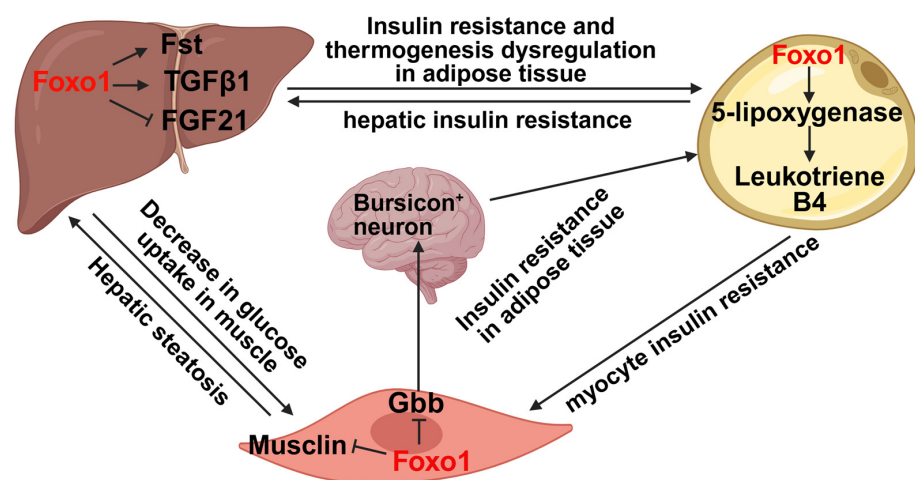 Fst
Foxo1
TGFβ1
FGF21
Insulin resistance and
thermogenesis dysregulation
in adipose tissue
hepatic insulin resistance
Foxo1
5-lipoxygenase
Leukotriene
B4
Bursicon+
neuron
Insulin resistance
in adipose tissue
myocyte insulin resistance
Decrease in glucose
uptake in muscle
Hepatic steatosis
Gbb
Musclin
Foxo1